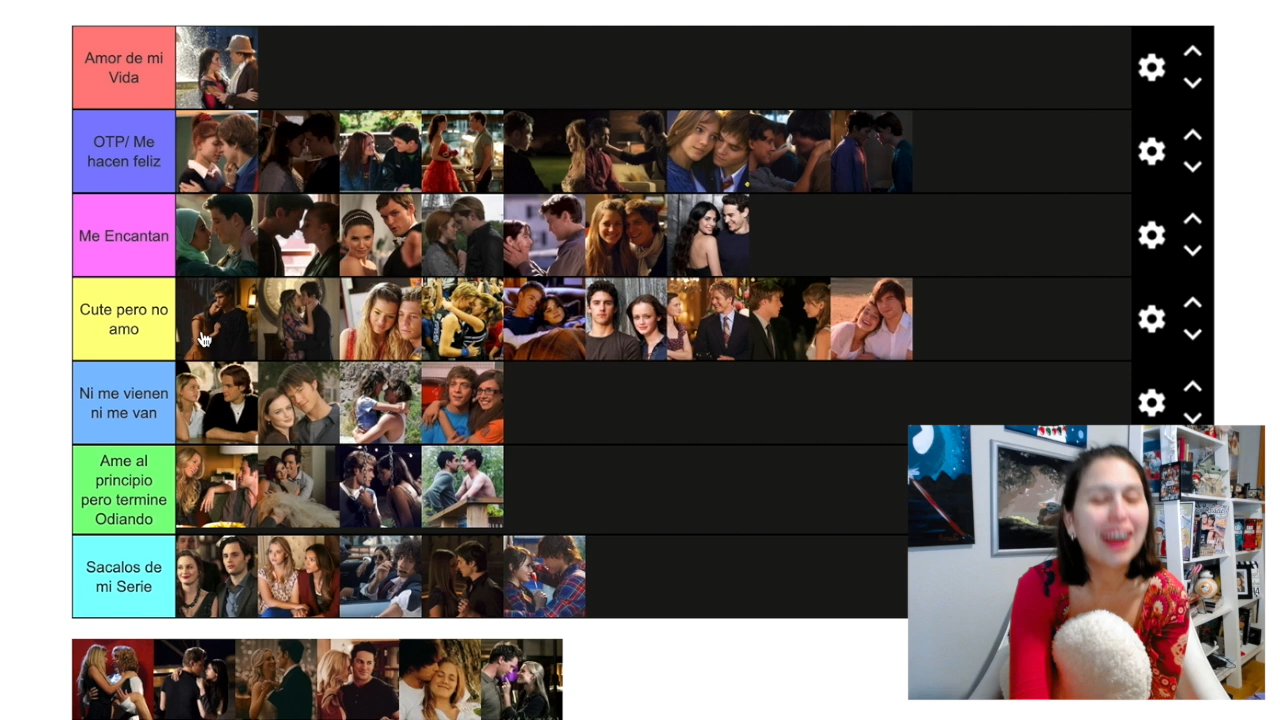 Amor de mi
Vida
OTP/ Me
hacen feliz
Me Encantan
Cute pero no
amo
Ni me vienen
ni me van
Ame al
principio
pero termine
Odiando
Sacalos de
mi Serie